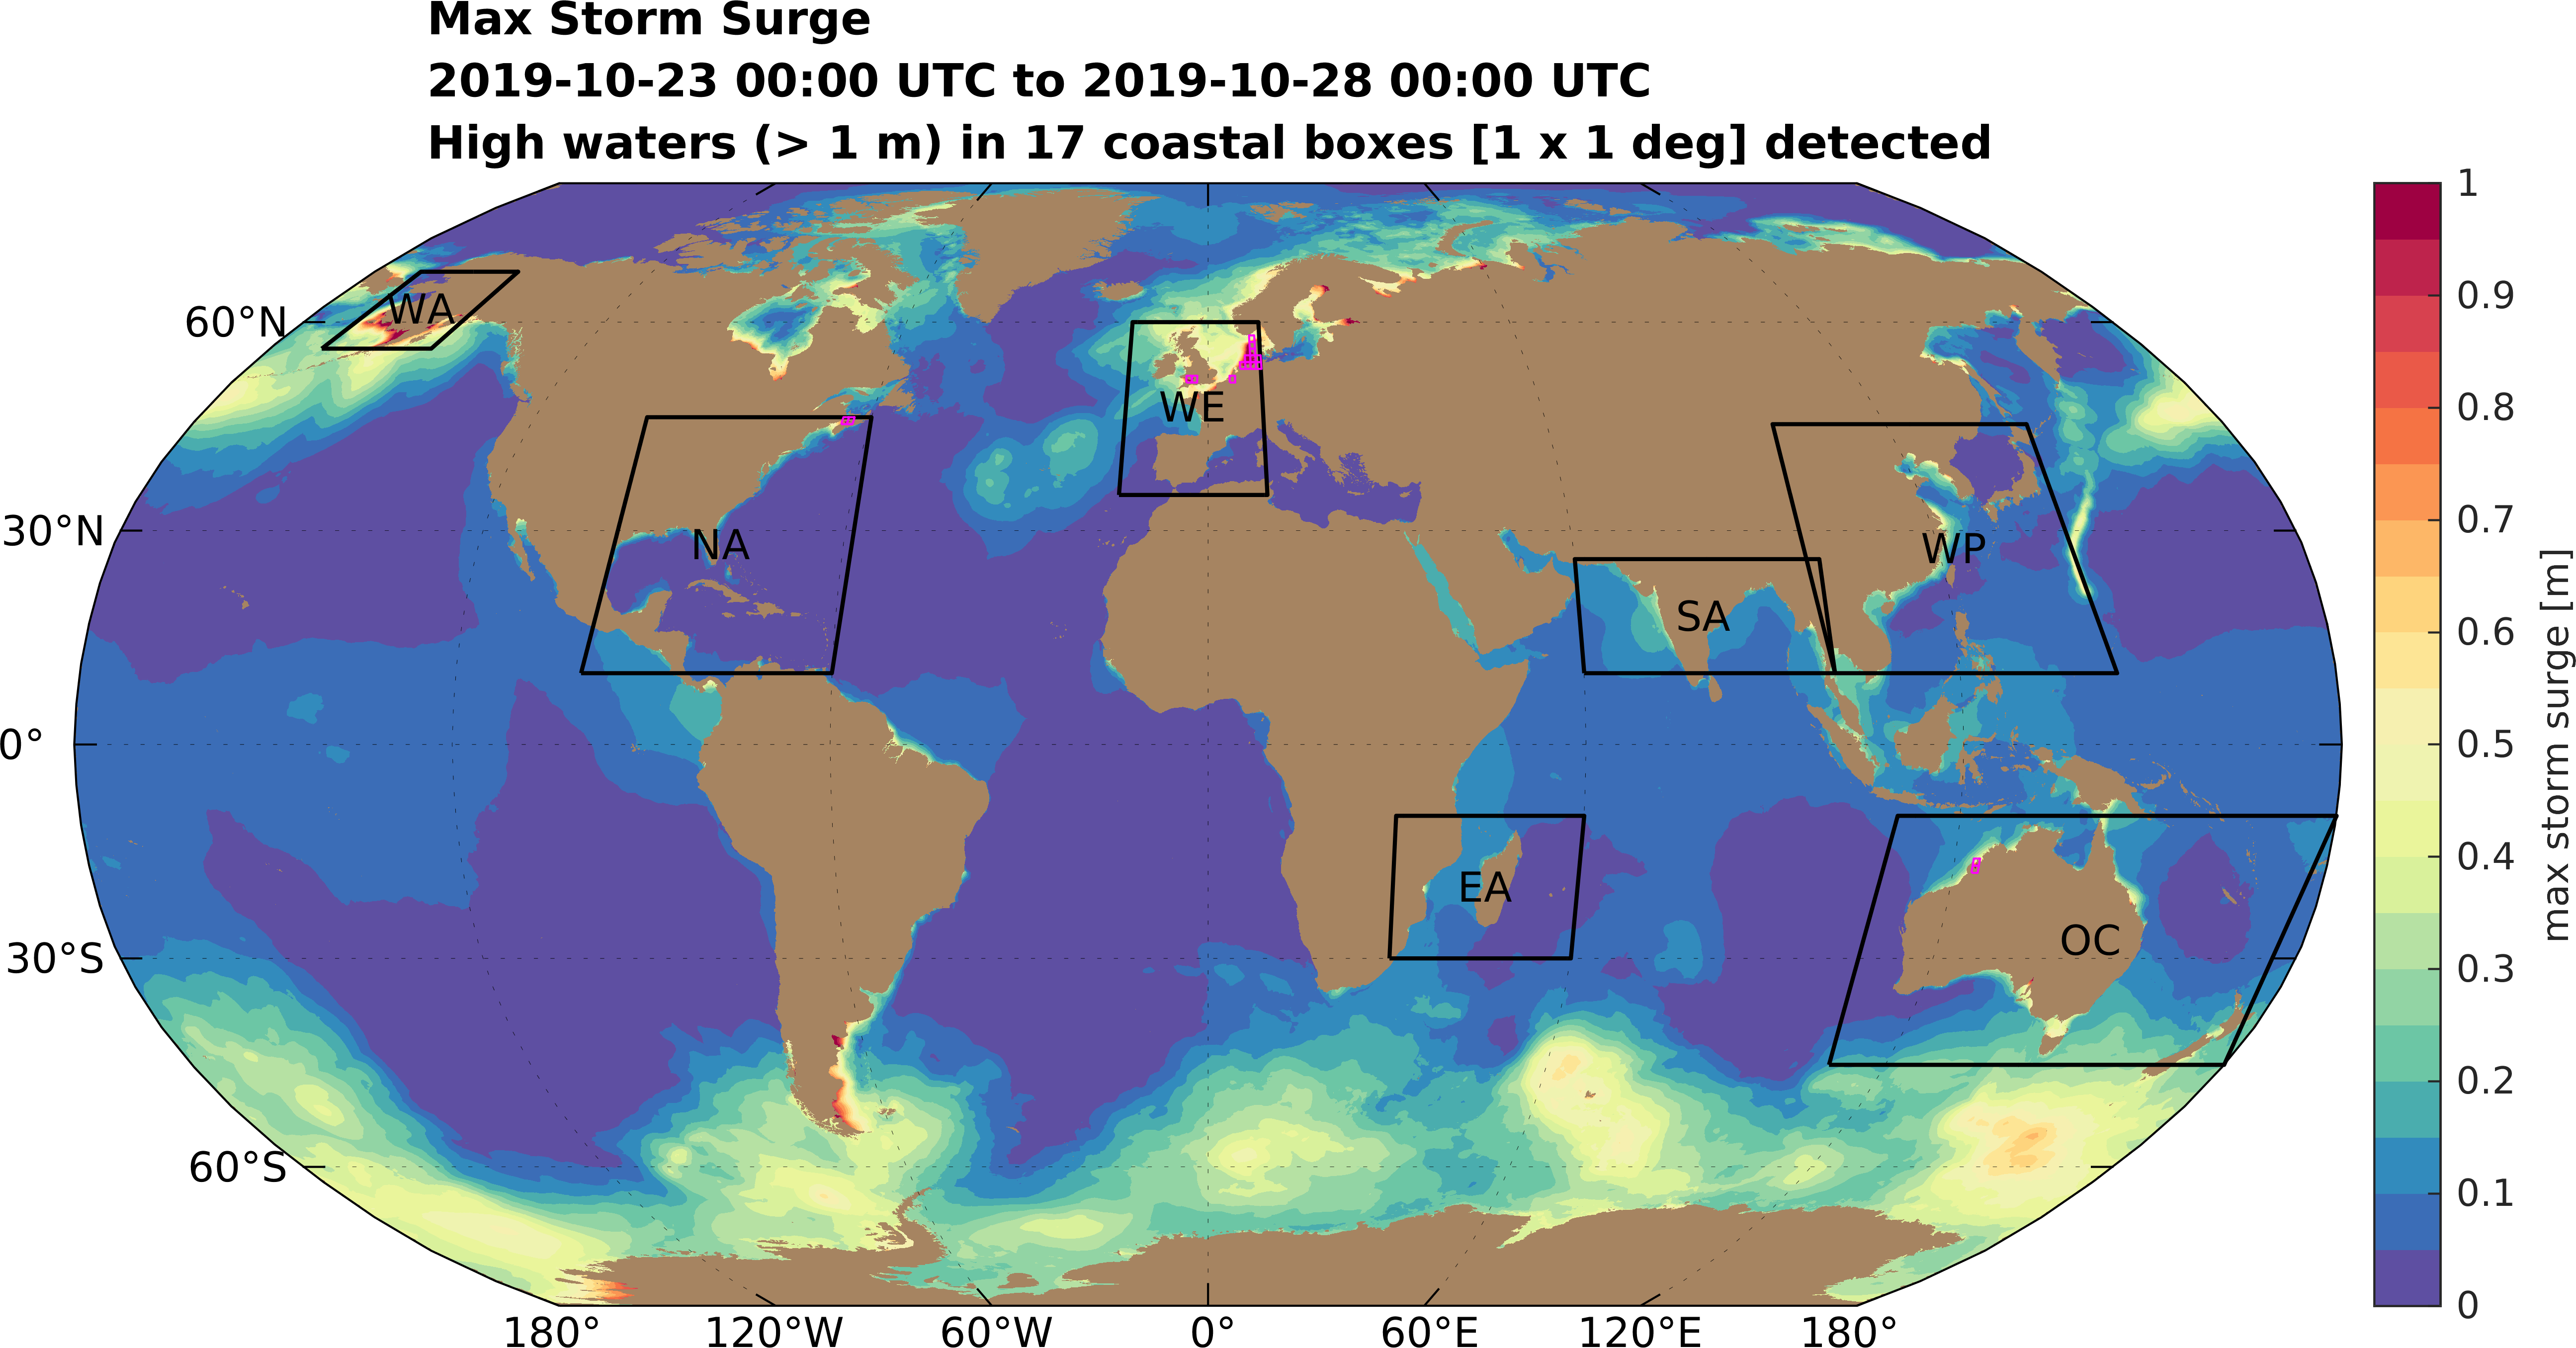 Max Storm Surge
2019-10-23 00:00 UTC to 2019-10-28 00:00 UTC
High waters (> 1 m) in 17 coastal boxes [1 x 1 deg] detected
60°N
30°N
0°
30°S
60°S
WA
NA
WE
SA
WP
EA
OC
180°
120°W
60°W
0°
60°E
120°E
180°
1
0.9
0.8
0.7
0.6
0.5
0.4
0.3
0.2
0.1
0
max storm surge [m]